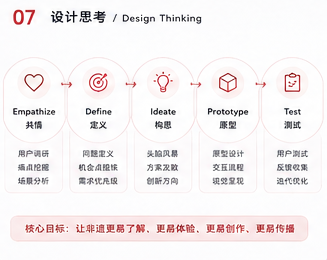 07 设计思考 / Design Thinking
Empathize
共情
用户调研
痛点挖掘
场景分析
Define
定义
问题定义
机会点提炼
需求优先级
Ideate
构思
头脑风暴
方案发散
创新方向
Prototype
原型
原型设计
交互流程
视觉呈现
Test
测试
用户测试
反馈收集
迭代优化
核心目标：让非遗更易了解、更易体验、更易创作、更易传播